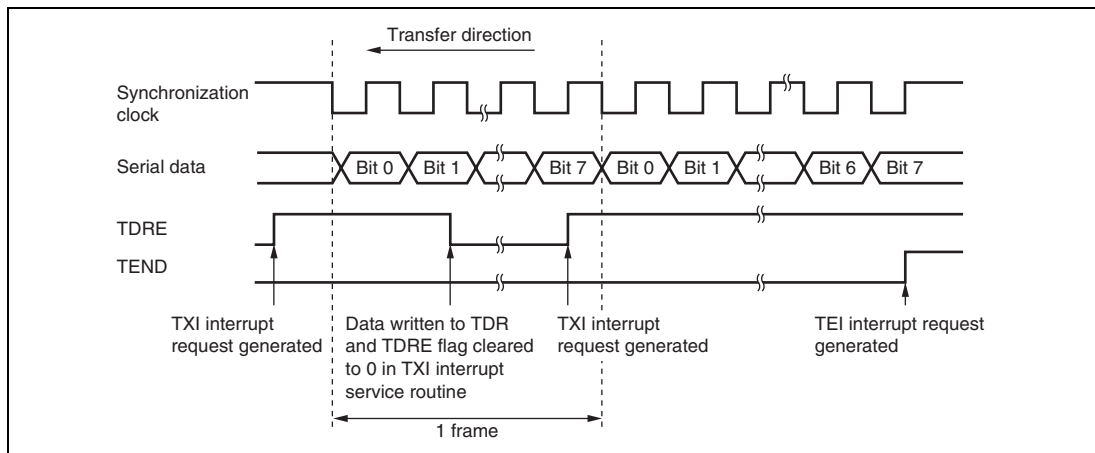 Transfer direction
Synchronization
clock
Serial data
Bit 0 Bit 1 Bit 7 Bit 0 Bit 1 Bit 6 Bit 7
TDRE
TEND
TXI interrupt
request generated
Data written to TDR
and TDRE flag cleared
to 0 in TXI interrupt
service routine
TXI interrupt
request generated
TEI interrupt request
generated
1 frame